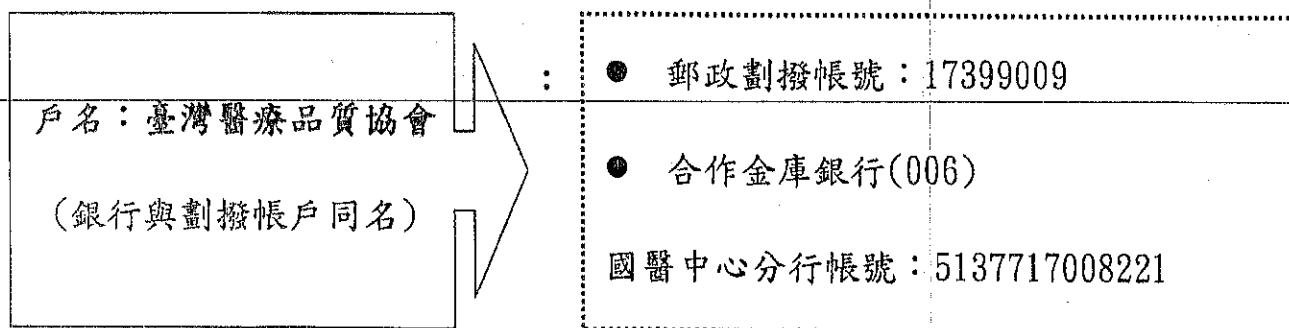 戶名：臺灣醫療品質協會
（銀行與劃撥帳戶同名）
：
● 郵政劃撥帳號：17399009
● 合作金庫銀行(006)
國醫中心分行帳號：5137717008221